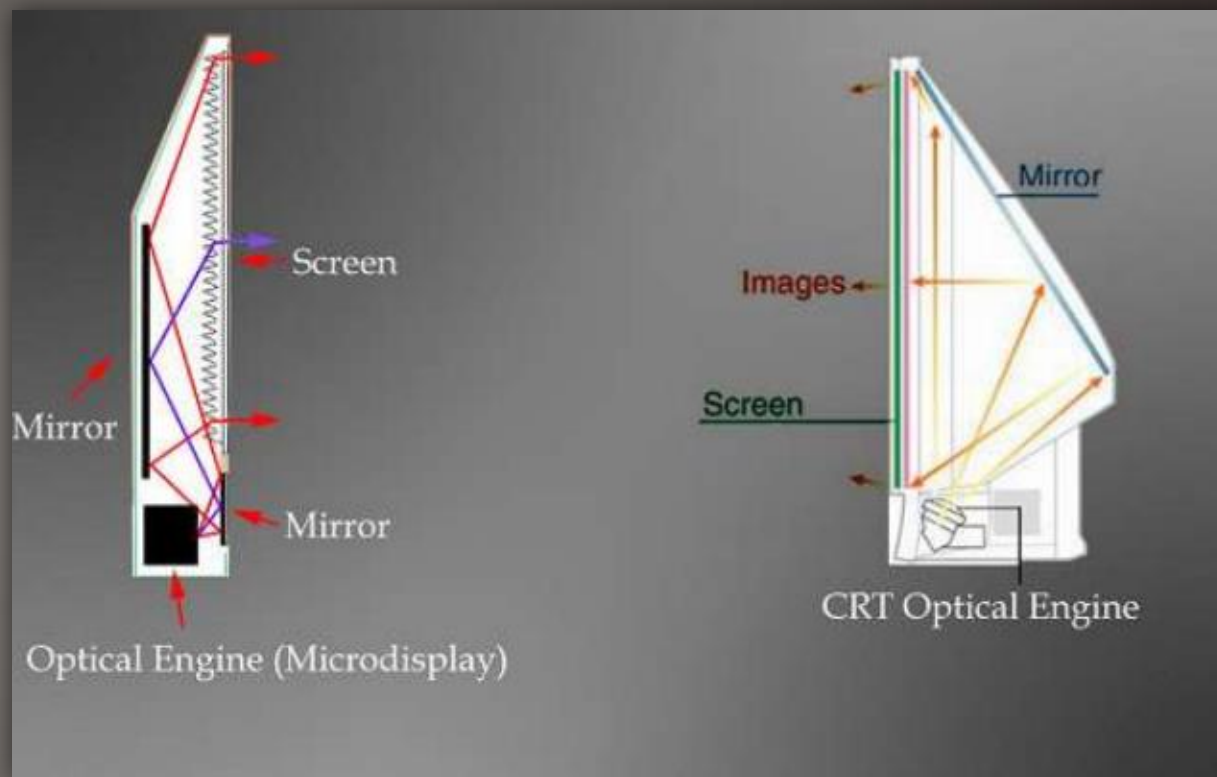 Screen
Mirror
Mirror
Optical Engine (Microdisplay)
Mirror
Images
Screen
CRT Optical Engine